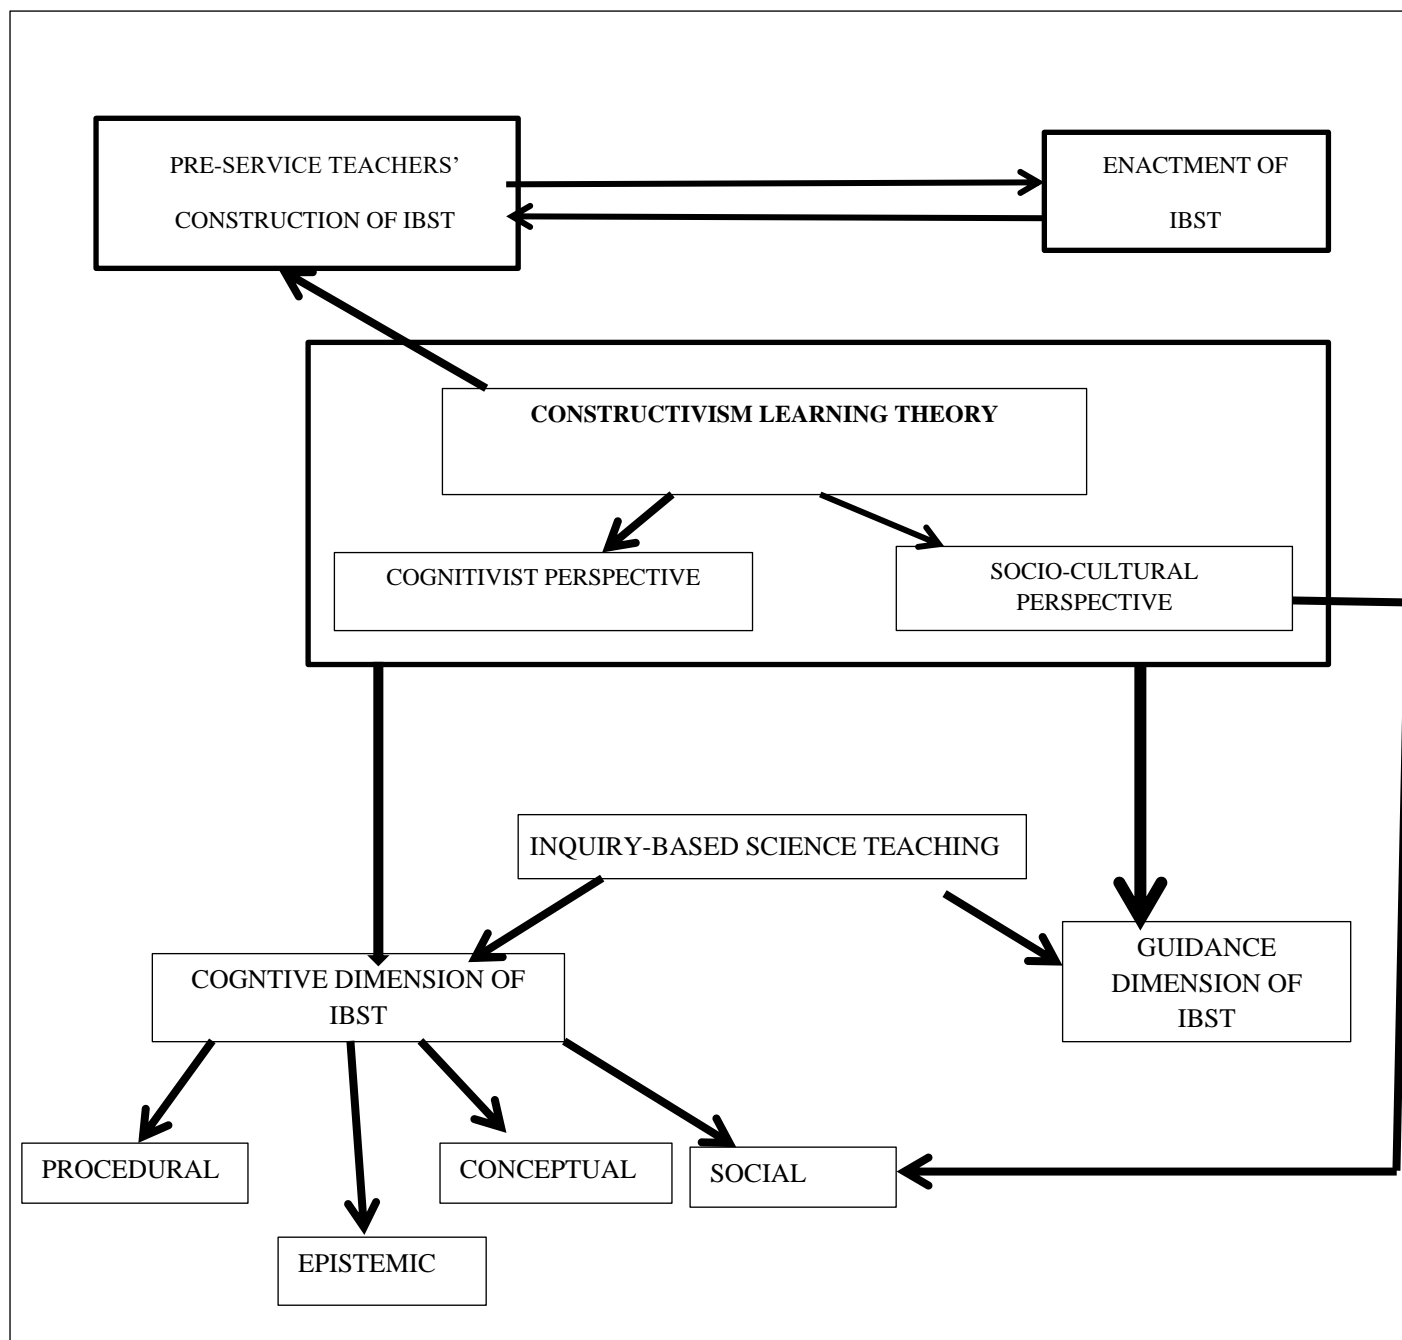 PRE-SERVICE TEACHERS’
CONSTRUCTION OF IBST
ENACTMENT OF
IBST
CONSTRUCTIVISM LEARNING THEORY
COGNITIVIST PERSPECTIVE
SOCIO-CULTURAL
PERSPECTIVE
INQUIRY-BASED SCIENCE TEACHING
COGNTIVE DIMENSION OF
IBST
GUIDANCE
DIMENSION OF
IBST
PROCEDURAL
CONCEPTUAL
SOCIAL
EPISTEMIC